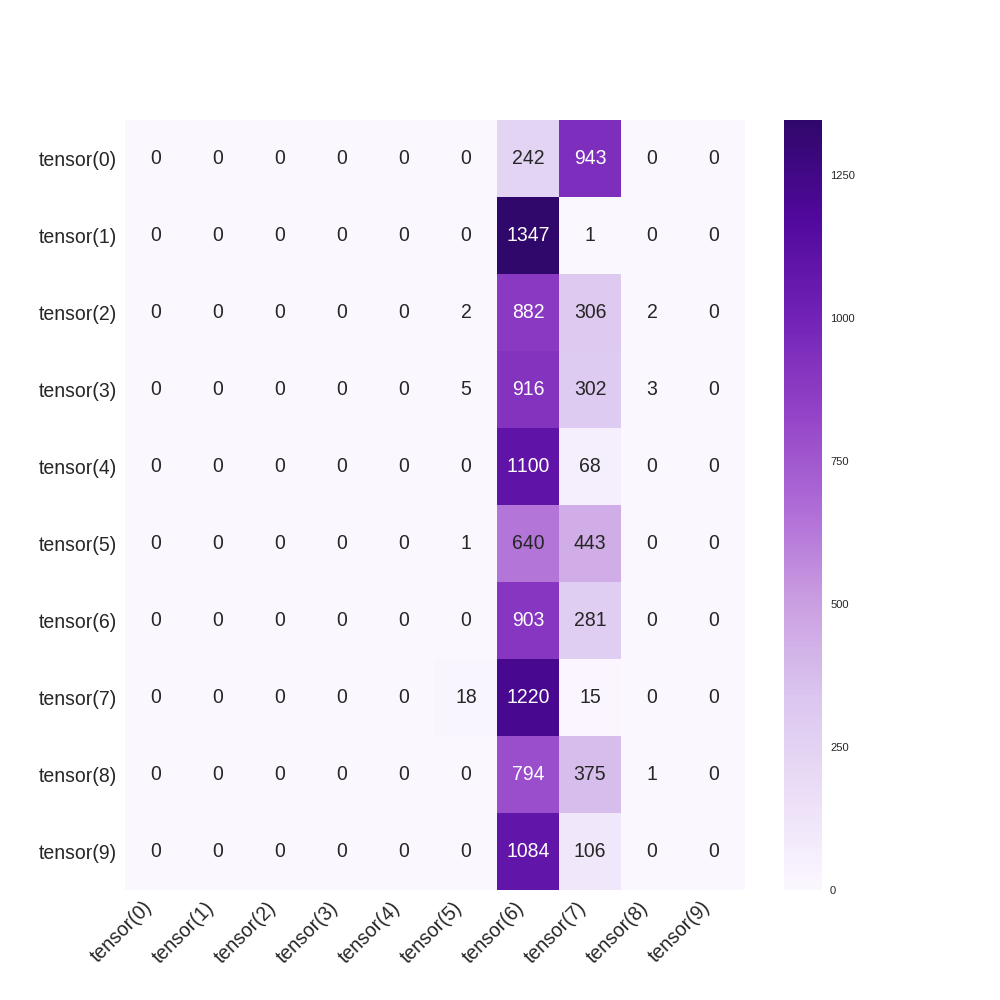 tensor(0) 0 0 0 0 0 0 242 943 0 0
tensor(1) 0 0 0 0 0 0 1347 1 0 0
tensor(2) 0 0 0 0 0 2 882 306 2 0
tensor(3) 0 0 0 0 0 5 916 302 3 0
tensor(4) 0 0 0 0 0 0 1100 68 0 0
tensor(5) 0 0 0 0 0 1 640 443 0 0
tensor(6) 0 0 0 0 0 0 903 281 0 0
tensor(7) 0 0 0 0 0 18 1220 15 0 0
tensor(8) 0 0 0 0 0 0 794 375 1 0
tensor(9) 0 0 0 0 0 0 1084 106 0 0
tensor(0) tensor(1) tensor(2) tensor(3) tensor(4) tensor(5) tensor(6) tensor(7) tensor(8) tensor(9)
1250
1000
750
500
250
0